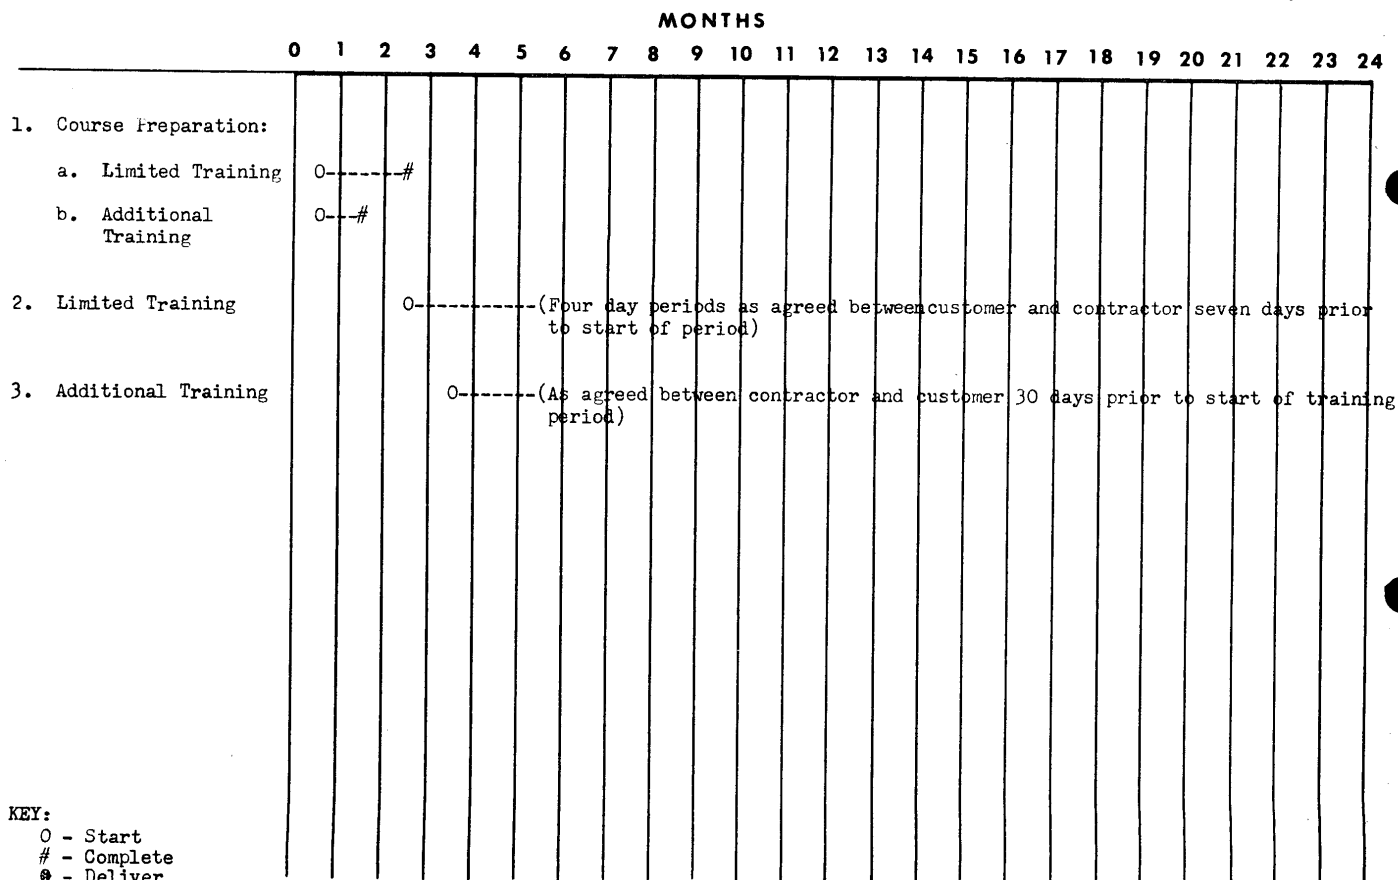 MONTHS
0 1 2 3 4 5 6 7 8 9 10 11 12 13 14 15 16 17 18 19 20 21 22 23 24
1. Course Preparation:
a. Limited Training O-------#
b. Additional O---#
Training
2. Limited Training O-----------(Four day periods as agreed between customer and contractor seven days prior
to start of period)
3. Additional Training O-------(As agreed between contractor and customer 30 days prior to start of training
period)
KEY:
O - Start
# - Complete
@ - Deliver